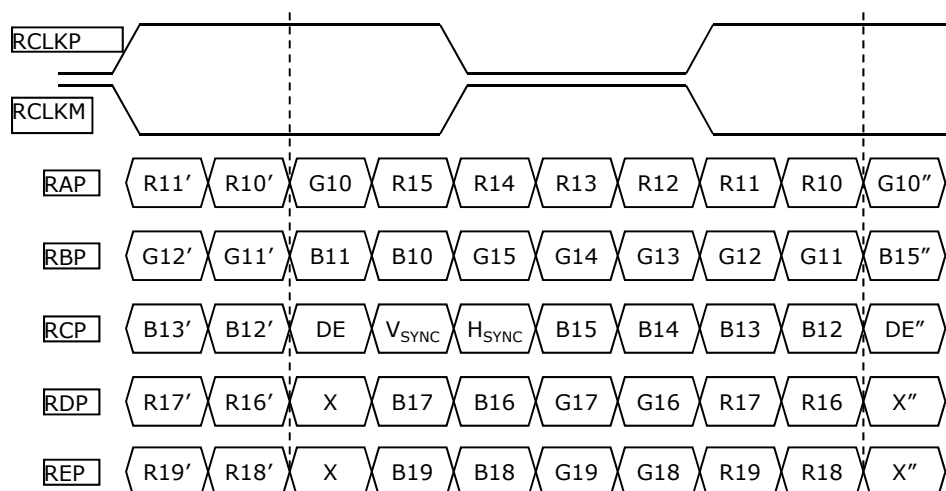 RCLKP
RCLKM
RAP R11′ R10′ G10 R15 R14 R13 R12 R11 R10 G10″
RBP G12′ G11′ B11 B10 G15 G14 G13 G12 G11 B15″
RCP B13′ B12′ DE VSYNC HSYNC B15 B14 B13 B12 DE″
RDP R17′ R16′ X B17 B16 G17 G16 R17 R16 X″
REP R19′ R18′ X B19 B18 G19 G18 R19 R18 X″